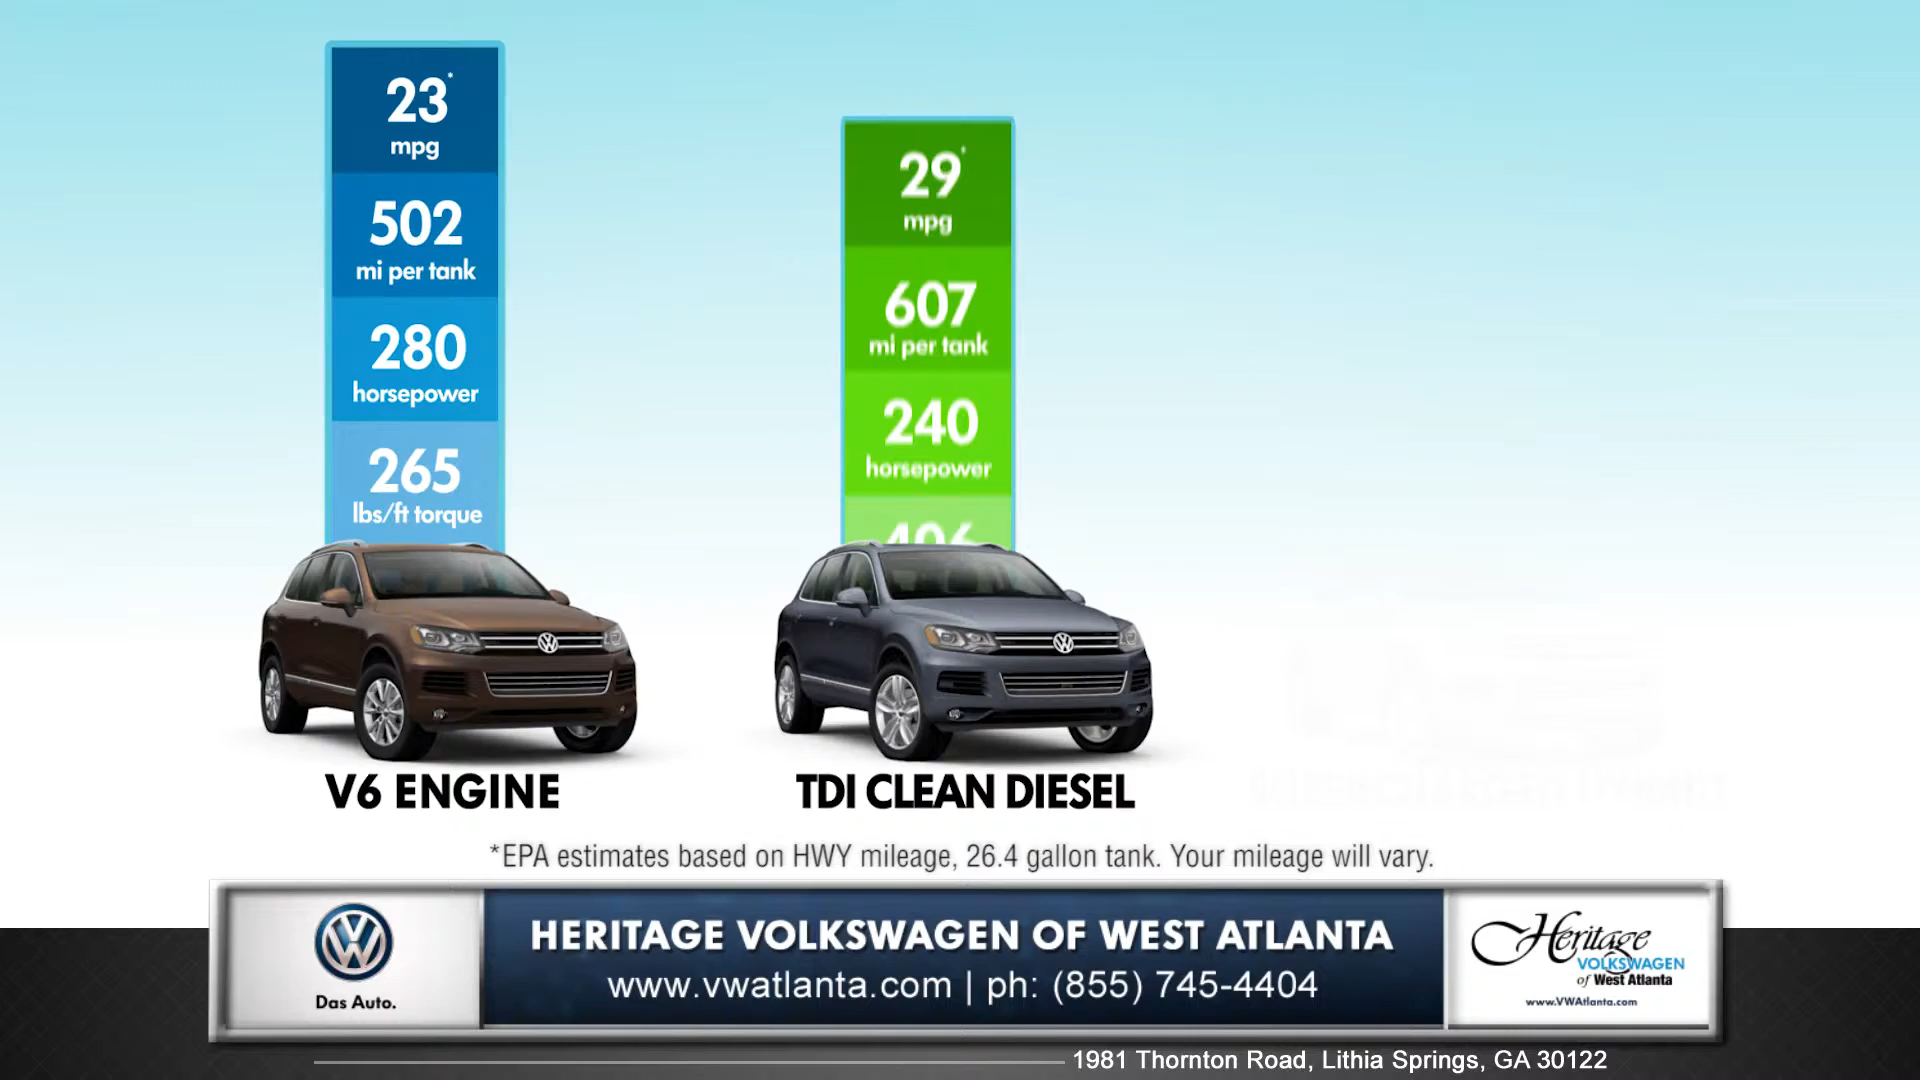 23*
mpg
502
mi per tank
280
horsepower
265
lbs/ft torque
29*
mpg
607
mi per tank
240
horsepower
406
V6 ENGINE
TDI CLEAN DIESEL
*EPA estimates based on HWY mileage, 26.4 gallon tank. Your mileage will vary.
Das Auto.
HERITAGE VOLKSWAGEN OF WEST ATLANTA
www.vwatlanta.com | ph: (855) 745-4404
Heritage
VOLKSWAGEN
of West Atlanta
www.VWAtlanta.com
1981 Thornton Road, Lithia Springs, GA 30122